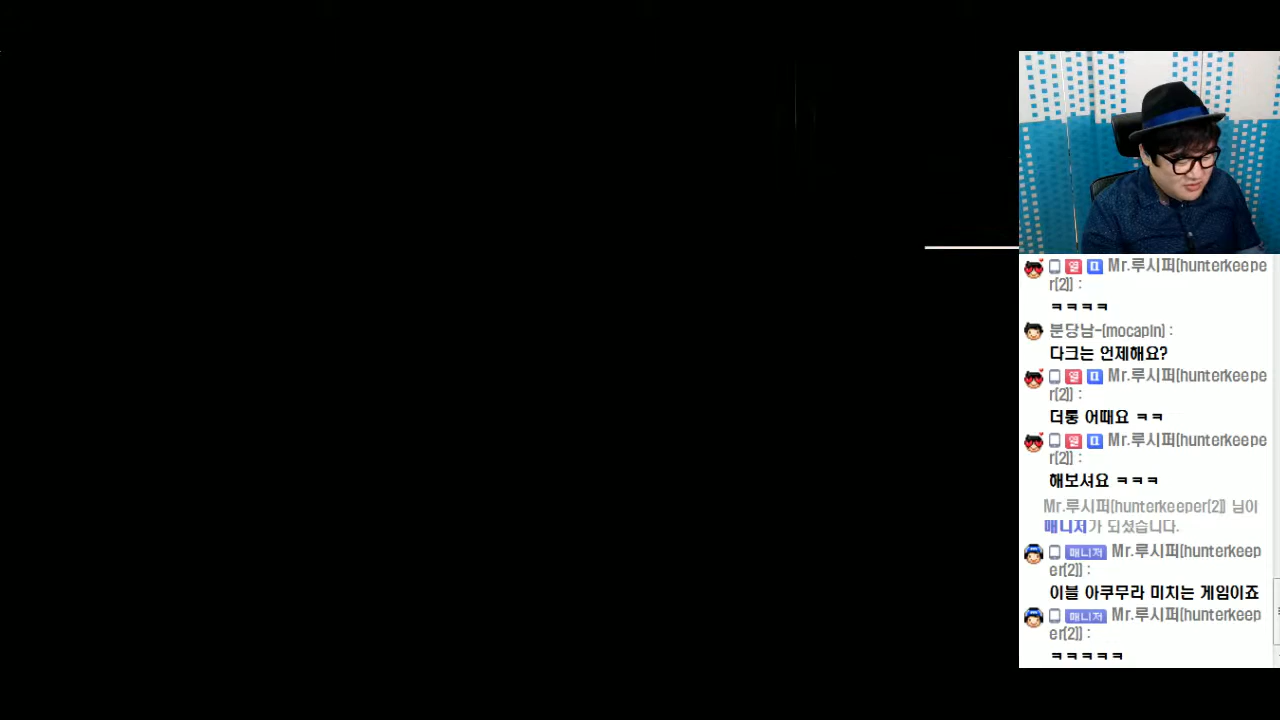 열 Mr.루시퍼(hunterkeepe
r[2]) :
ㅋㅋㅋㅋ
분당남-(mocapln) :
다크는 언제해요?
열 Mr.루시퍼(hunterkeepe
r[2]) :
더통 어때요 ㅋㅋ
열 Mr.루시퍼(hunterkeepe
r[2]) :
해보셔요 ㅋㅋㅋ
Mr.루시퍼(hunterkeeper[2]) 님이
매니저가 되셨습니다.
매니저 Mr.루시퍼(hunterkeep
er[2]) :
이블 아쿠무라 미치는 게임이죠
매니저 Mr.루시퍼(hunterkeep
er[2]) :
ㅋㅋㅋㅋㅋ